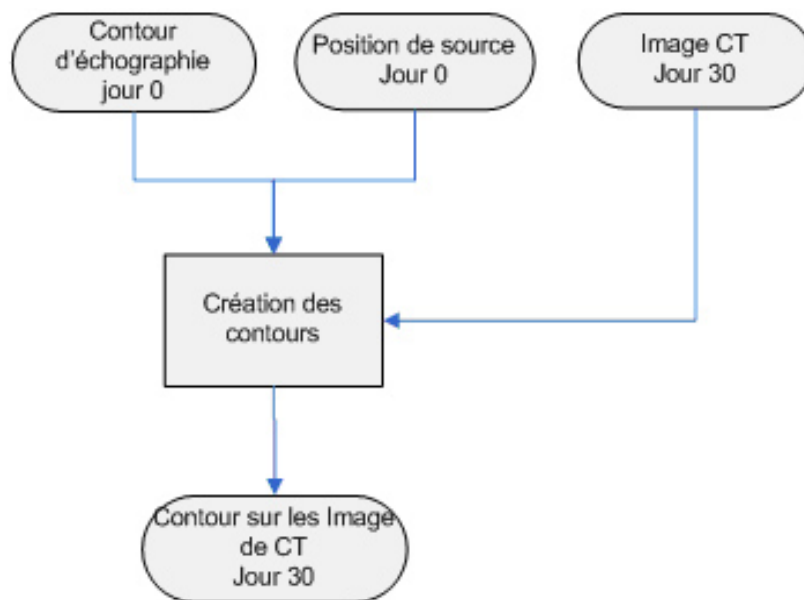 Contour
d'échographie
jour 0
Position de source
Jour 0
Image CT
Jour 30
Création des
contours
Contour sur les Image
de CT
Jour 30